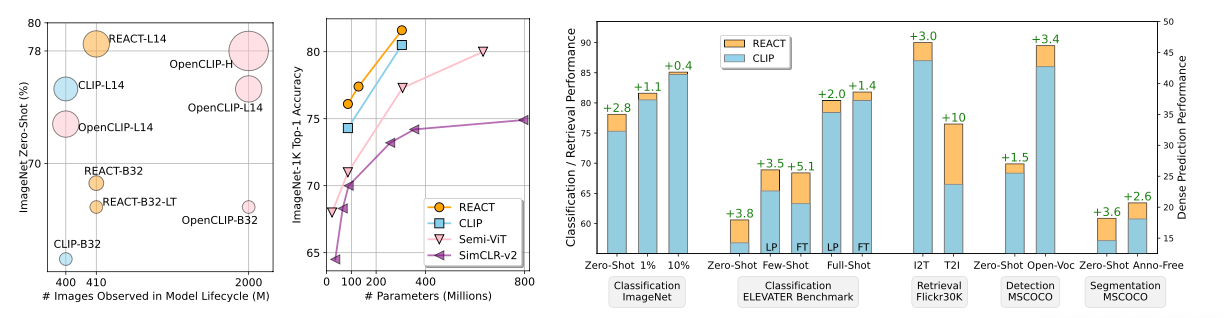 80
78
70
ImageNet Zero-Shot (%)
REACT-L14
OpenCLIP-H
CLIP-L14
OpenCLIP-L14
OpenCLIP-L14
REACT-B32
REACT-B32-LT
OpenCLIP-B32
CLIP-B32
400 410 2000
# Images Observed in Model Lifecycle (M)
80
75
70
65
ImageNet-1K Top-1 Accuracy
REACT
CLIP
Semi-ViT
SimCLR-v2
0 100 200 400 600 800
# Parameters (Millions)
Classification / Retrieval Performance
90
85
80
75
70
65
60
REACT
CLIP
+2.8 +1.1 +0.4
+3.8 +3.5 +5.1 +2.0 +1.4
+3.0 +10
+1.5 +3.4
+3.6 +2.6
LP FT LP FT
50
45
40
35
30
25
20
15
Dense Prediction Performance
Zero-Shot 1% 10% Zero-Shot Few-Shot Full-Shot I2T T2I Zero-Shot Open-Voc Zero-Shot Anno-Free
Classification
ImageNet
Classification
ELEVATER Benchmark
Retrieval
Flickr30K
Detection
MSCOCO
Segmentation
MSCOCO